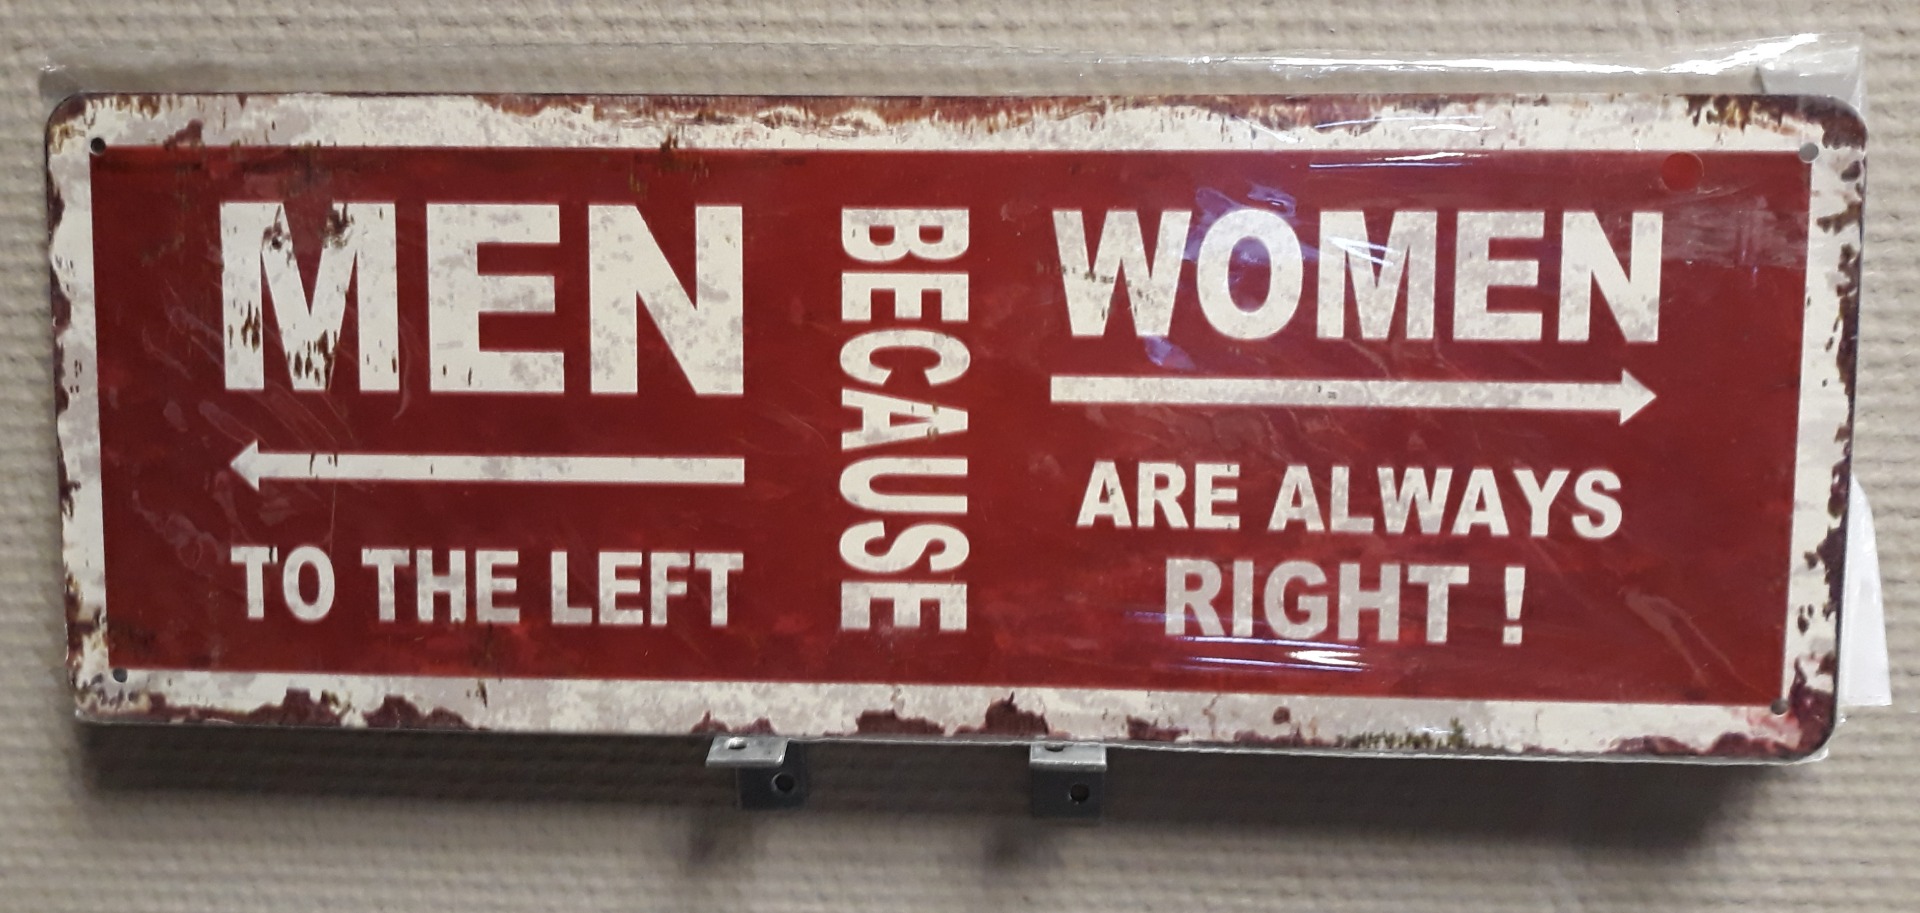 MEN
TO THE LEFT
BECAUSE
WOMEN
ARE ALWAYS
RIGHT !